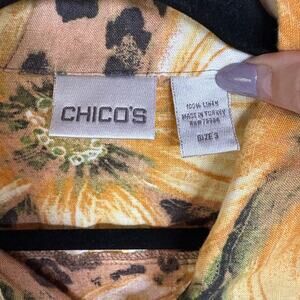 CHICO'S
100% LINEN
MADE IN TURKEY
SIZE 3